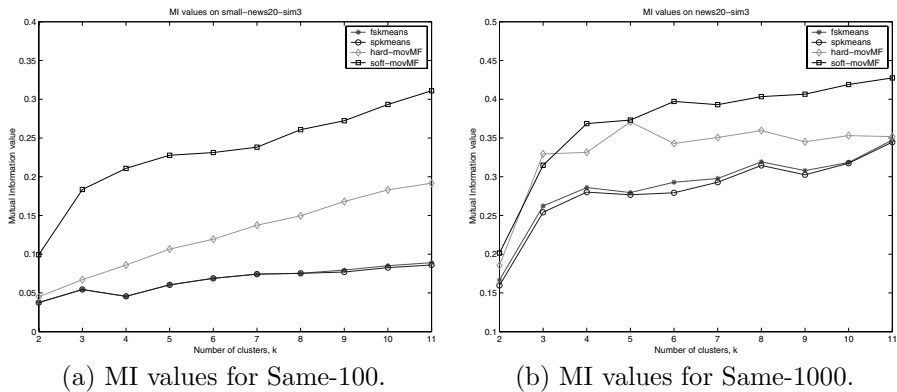 MI values on small-news20-sim3
0.4
0.35
0.3
0.25
0.2
0.15
0.1
0.05
0
Mutual Information value
fskmeans
spkmeans
hard-movMF
soft-movMF
2 3 4 5 6 7 8 9 10 11
Number of clusters, k
(a) MI values for Same-100.
MI values on news20-sim3
0.5
0.45
0.4
0.35
0.3
0.25
0.2
0.15
0.1
Mutual Information value
fskmeans
spkmeans
hard-movMF
soft-movMF
2 3 4 5 6 7 8 9 10 11
Number of clusters, k
(b) MI values for Same-1000.